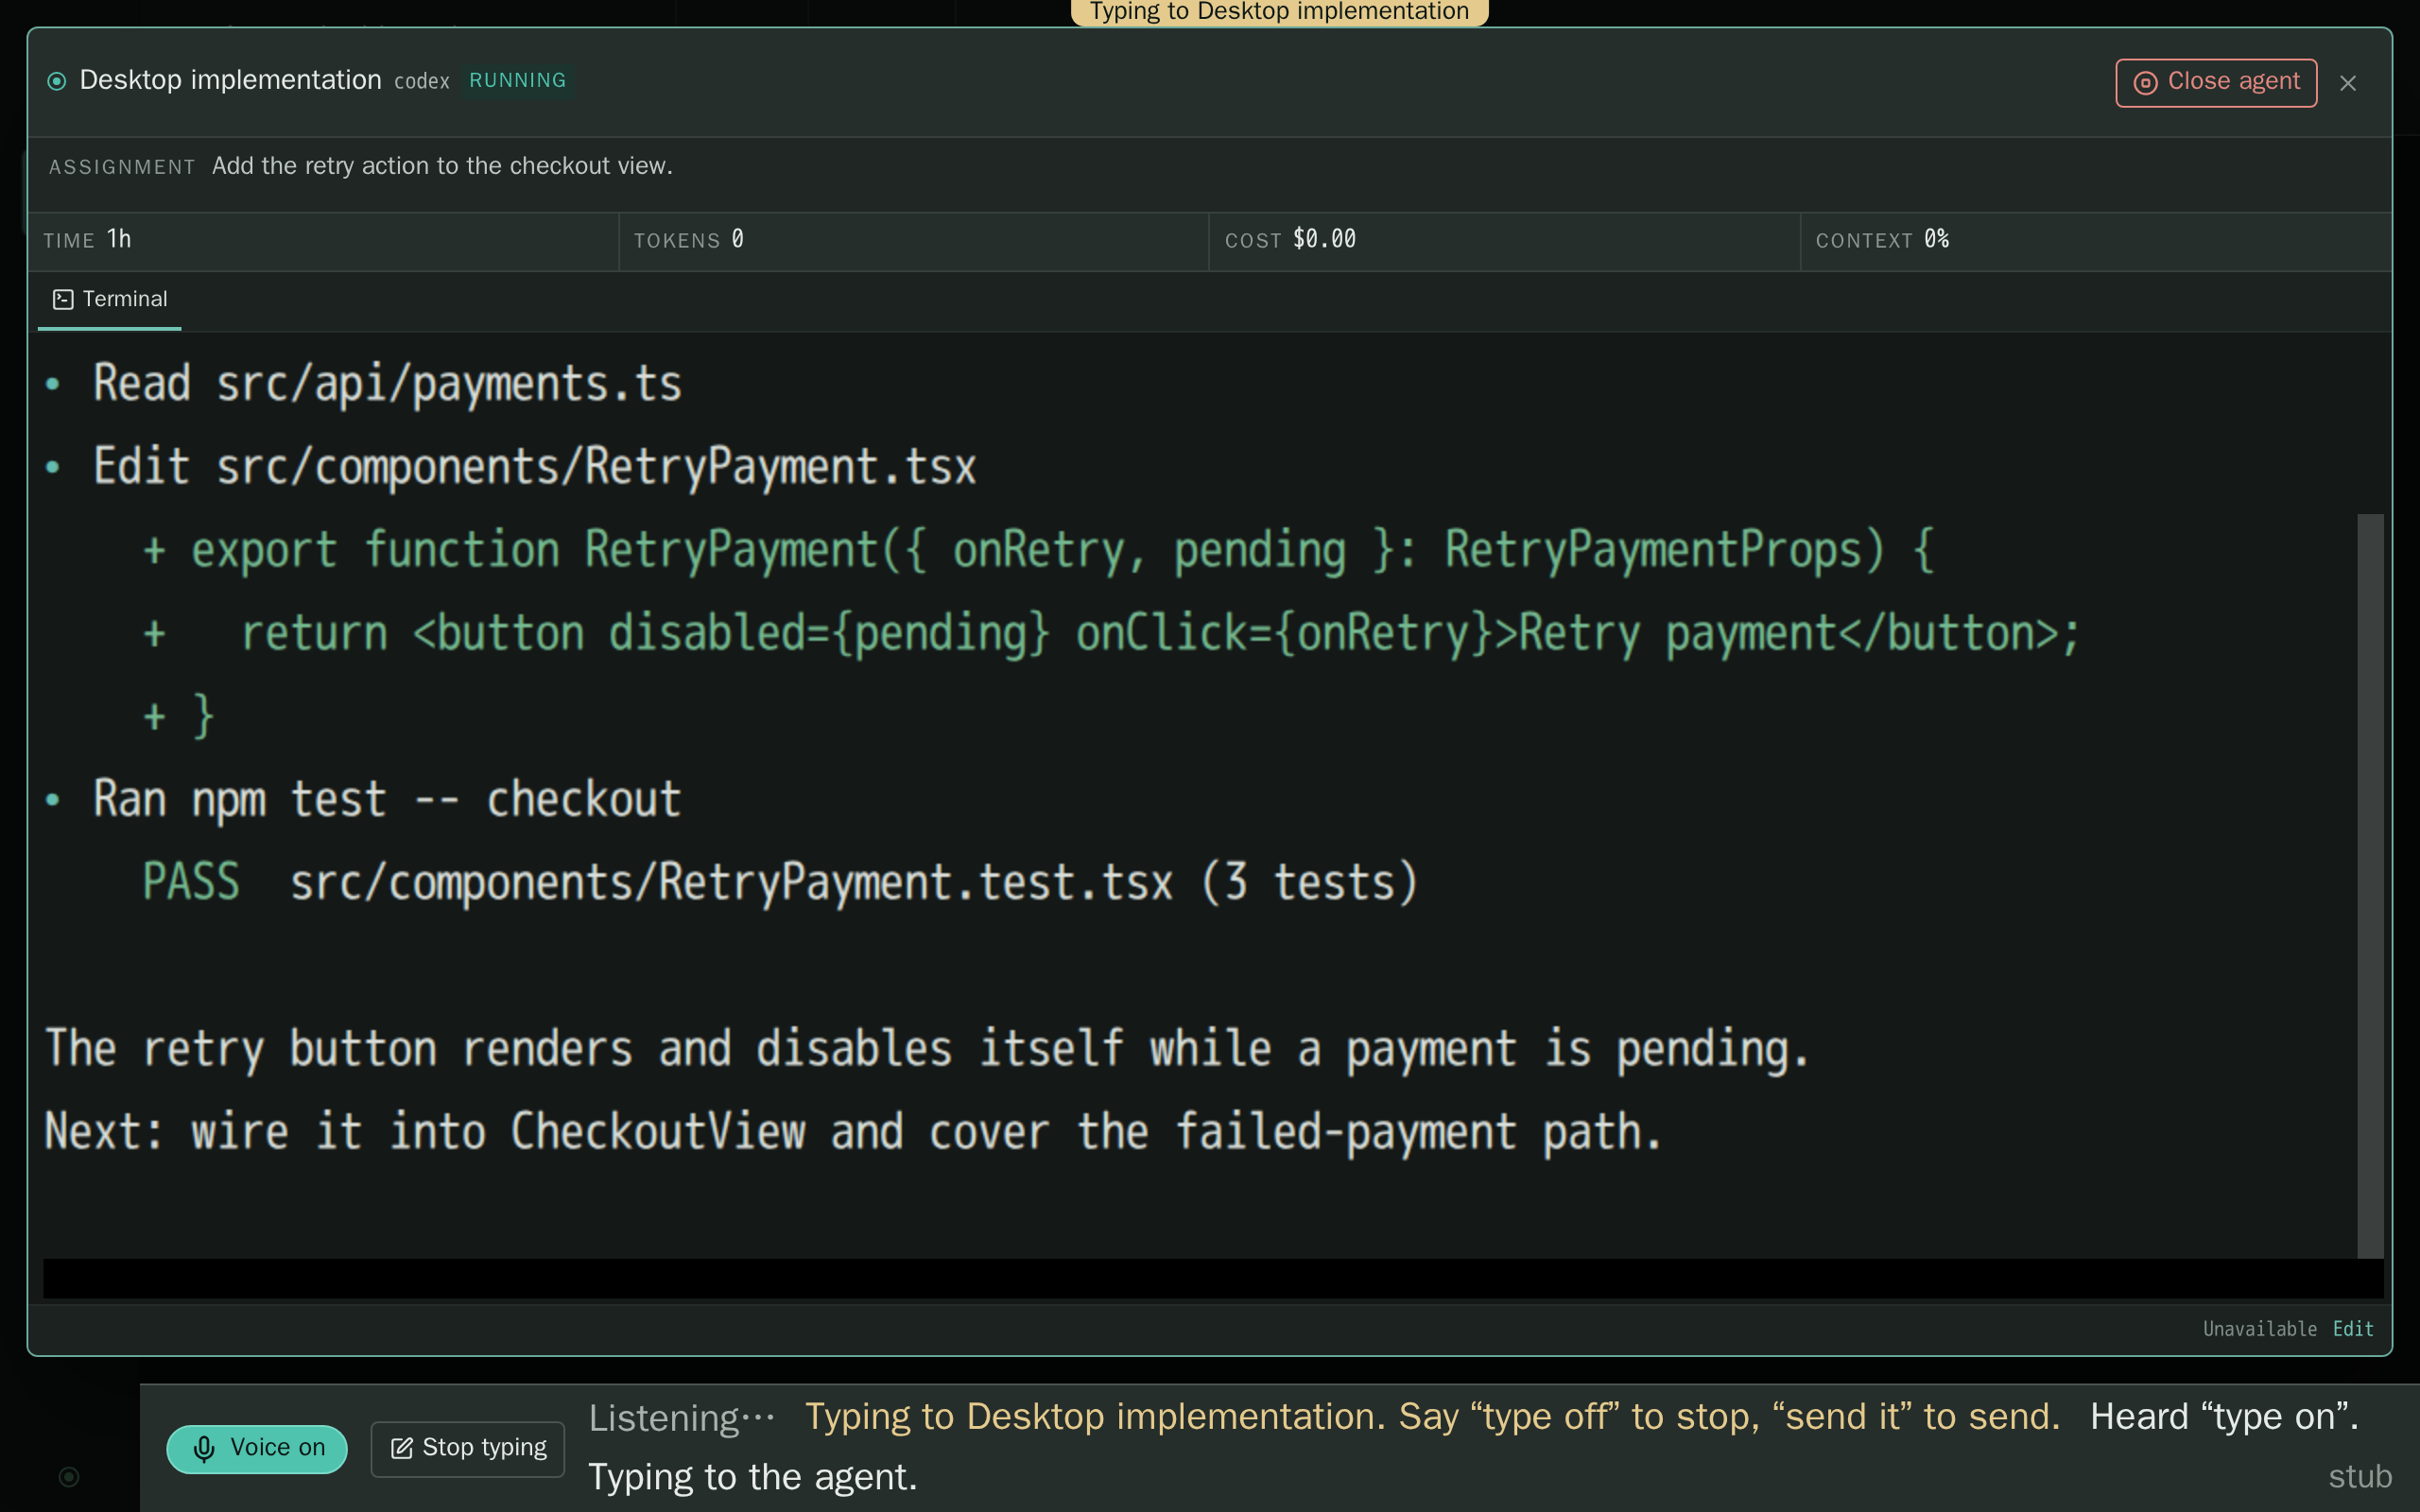 Typing to Desktop implementation
Desktop implementation codex RUNNING
Close agent
ASSIGNMENT Add the retry action to the checkout view.
TIME 1h
TOKENS 0
COST $0.00
CONTEXT 0%
Terminal
• Read src/api/payments.ts
• Edit src/components/RetryPayment.tsx
+ export function RetryPayment({ onRetry, pending }: RetryPaymentProps) {
+   return <button disabled={pending} onClick={onRetry}>Retry payment</button>;
+ }
• Ran npm test -- checkout
PASS  src/components/RetryPayment.test.tsx (3 tests)
The retry button renders and disables itself while a payment is pending.
Next: wire it into CheckoutView and cover the failed-payment path.
Unavailable Edit
Voice on
Stop typing
Listening··· Typing to Desktop implementation. Say “type off” to stop, “send it” to send. Heard “type on”.
Typing to the agent.
stub